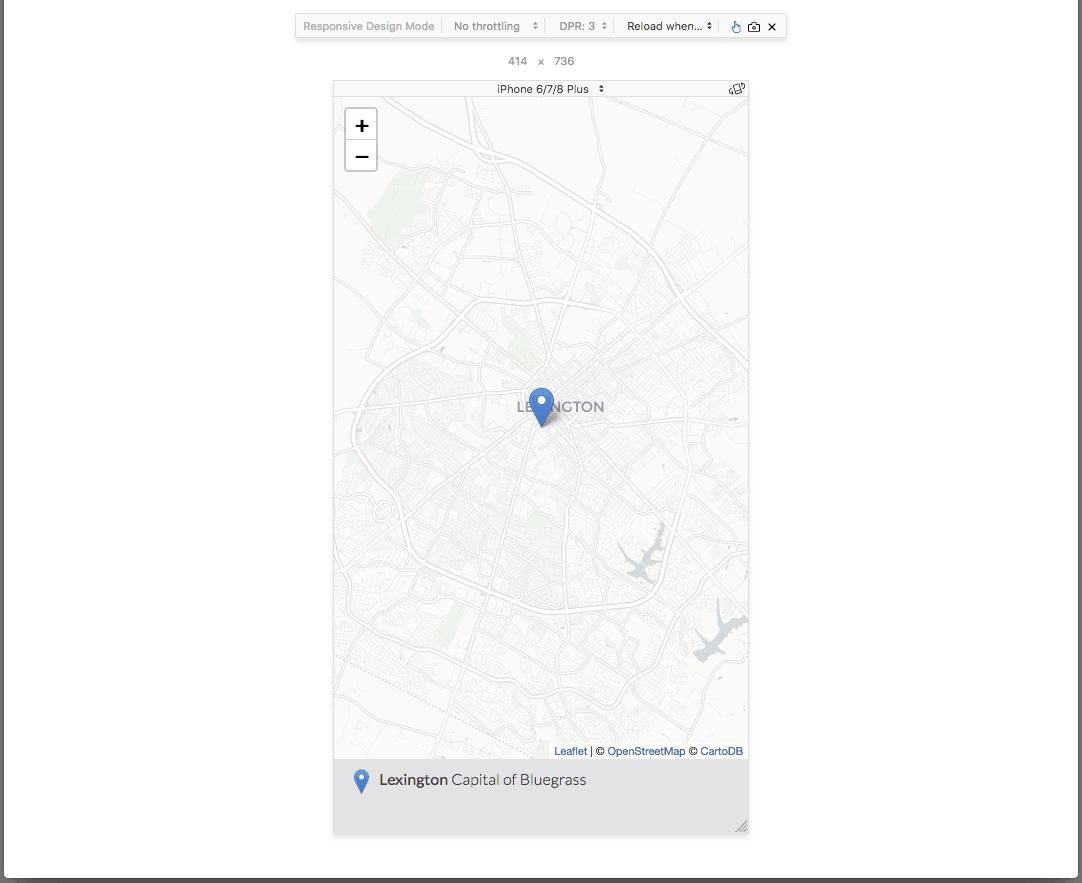 Responsive Design Mode No throttling DPR: 3 Reload when...
414 x 736
iPhone 6/7/8 Plus
+
−
LEXINGTON
Leaflet | © OpenStreetMap © CartoDB
Lexington Capital of Bluegrass